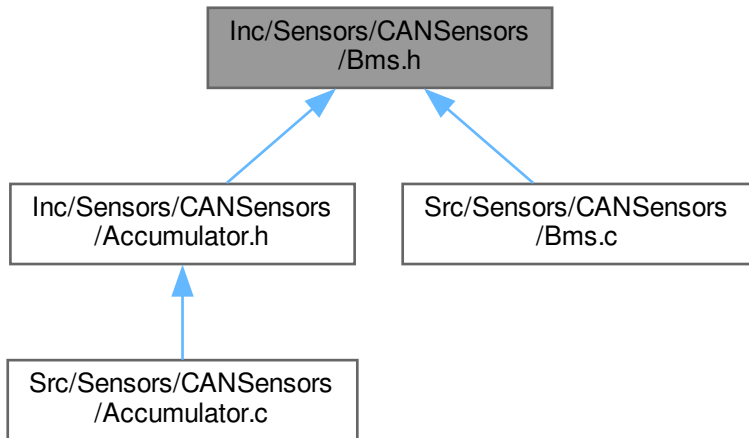 Inc/Sensors/CANSensors
/Bms.h
Inc/Sensors/CANSensors
/Accumulator.h
Src/Sensors/CANSensors
/Bms.c
Src/Sensors/CANSensors
/Accumulator.c